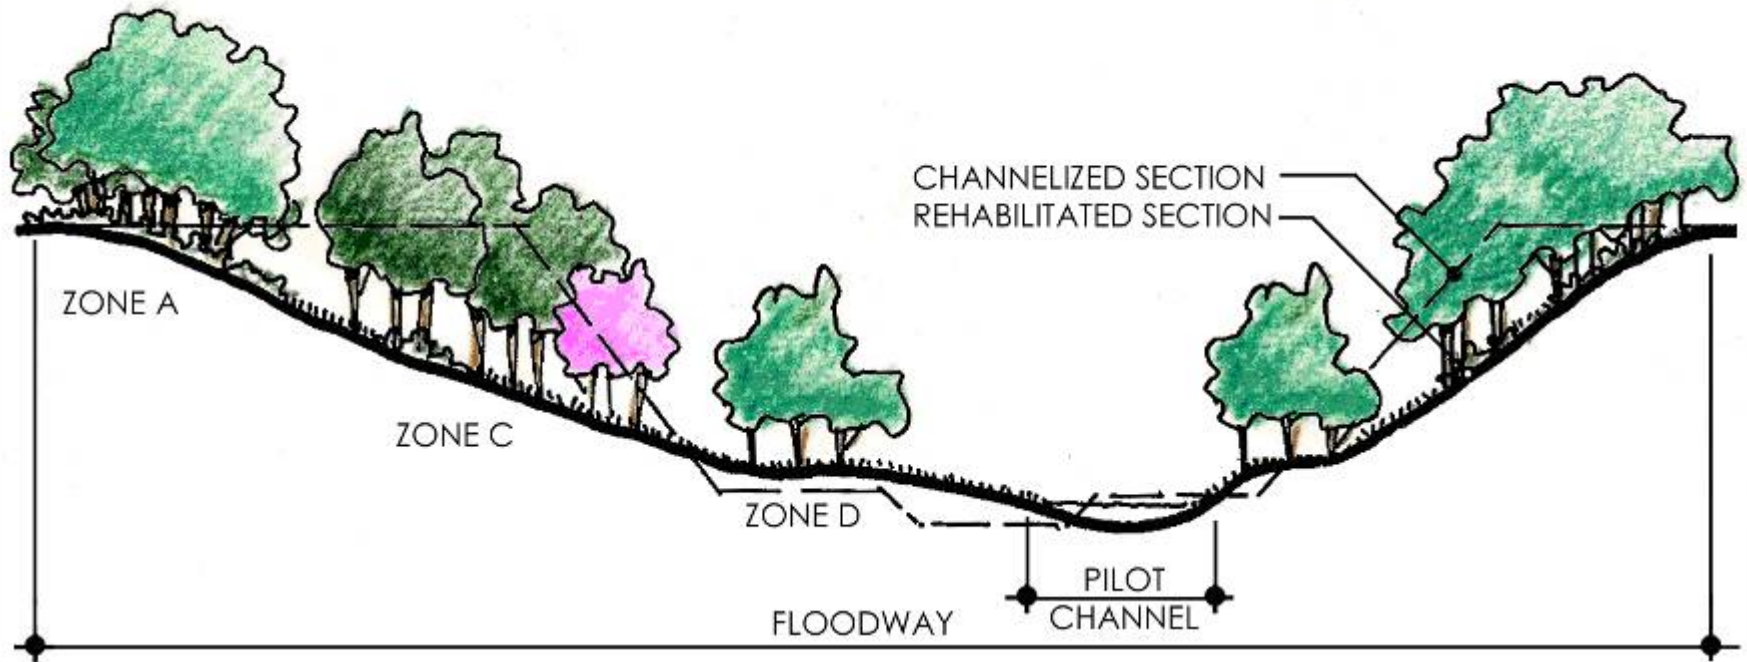 CHANNELIZED SECTION
REHABILITATED SECTION
ZONE A
ZONE C
ZONE D
PILOT
CHANNEL
FLOODWAY